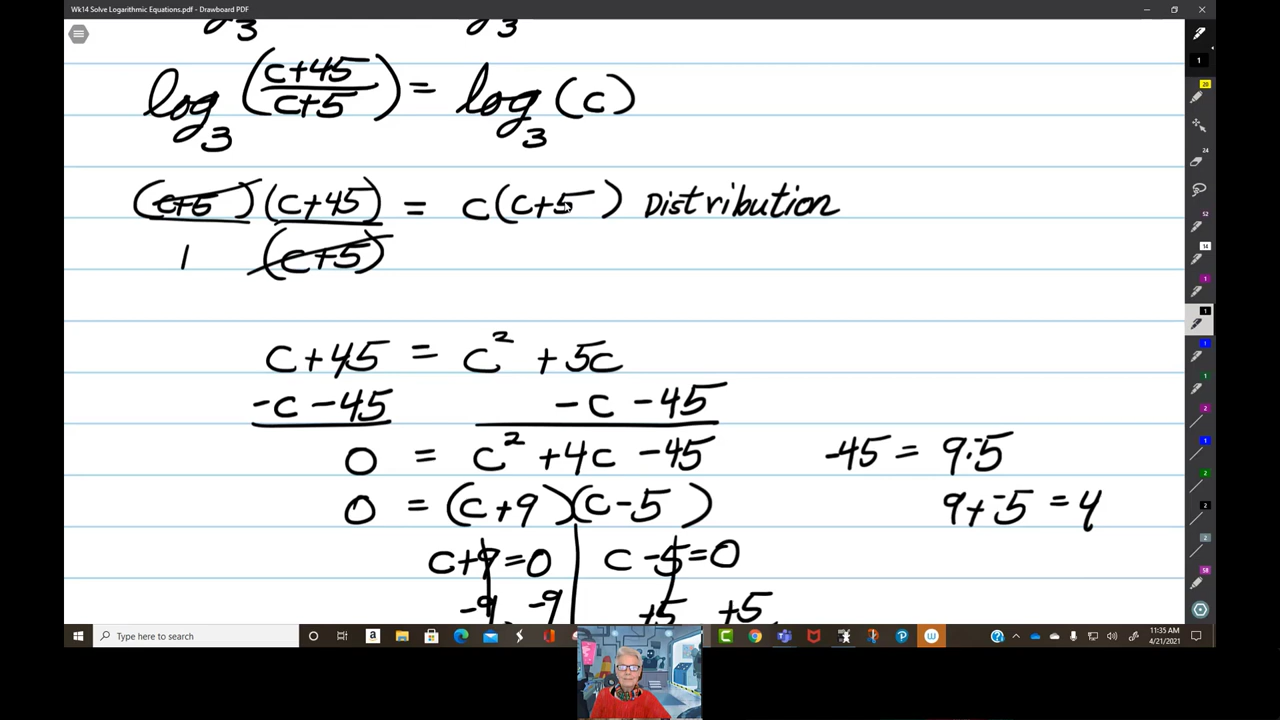 Wk14 Solve Logarithmic Equations.pdf - Drawboard PDF
3 3
log₃ ((c+45)/(c+5)) = log₃ (c)
(c+5)/1 (c+45)/(c+5) = c(c+5) Distribution
c+45 = c² +5c
-c -45 -c -45
0 = c² +4c -45 -45 = 9·-5
0 = (c+9)(c-5) 9+-5=4
c+9=0 c-5=0
-9 -9 +5 +5
Type here to search
11:35 AM
4/21/2021